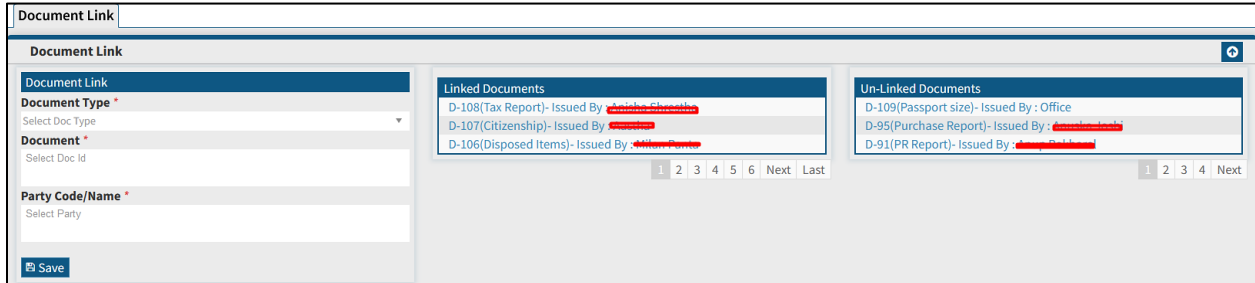 Document Link
Document Link
Document Link
Document Type *
Select Doc Type
Document *
Select Doc Id
Party Code/Name *
Select Party
Save
Linked Documents
D-108(Tax Report)- Issued By :
D-107(Citizenship)- Issued By :
D-106(Disposed Items)- Issued By :
1 2 3 4 5 6 Next Last
Un-Linked Documents
D-109(Passport size)- Issued By : Office
D-95(Purchase Report)- Issued By :
D-91(PR Report)- Issued By :
1 2 3 4 Next